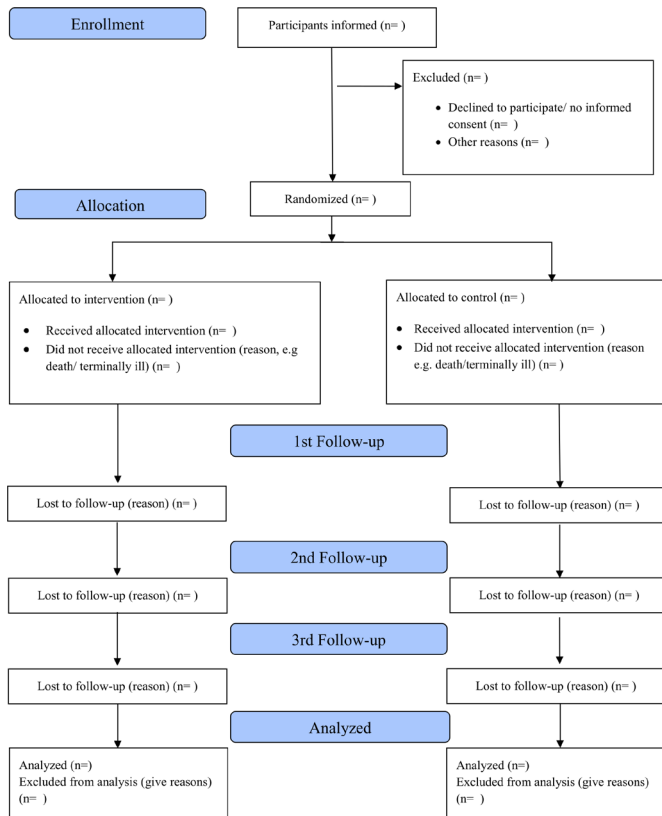 Enrollment
Participants informed (n= )
Excluded (n= )
• Declined to participate/ no informed
consent (n=  )
• Other reasons (n=  )
Allocation
Randomized (n= )
Allocated to intervention (n= )
• Received allocated intervention (n=  )
• Did not receive allocated intervention (reason, e.g
death/ terminally ill) (n=  )
Allocated to control (n= )
• Received allocated intervention (n=  )
• Did not receive allocated intervention (reason
e.g. death/terminally ill) (n=  )
1st Follow-up
Lost to follow-up (reason) (n= )
Lost to follow-up (reason) (n= )
2nd Follow-up
Lost to follow-up (reason) (n= )
Lost to follow-up (reason) (n= )
3rd Follow-up
Lost to follow-up (reason) (n= )
Lost to follow-up (reason) (n= )
Analyzed
Analyzed (n=)
Excluded from analysis (give reasons)
(n=  )
Analyzed (n=)
Excluded from analysis (give reasons)
(n=  )